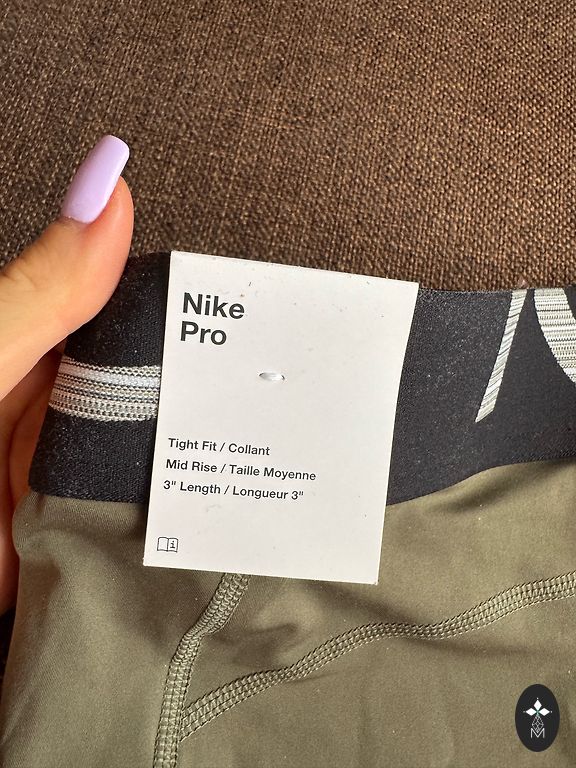 Nike
Pro
Tight Fit / Collant
Mid Rise / Taille Moyenne
3" Length / Longueur 3"
i
M